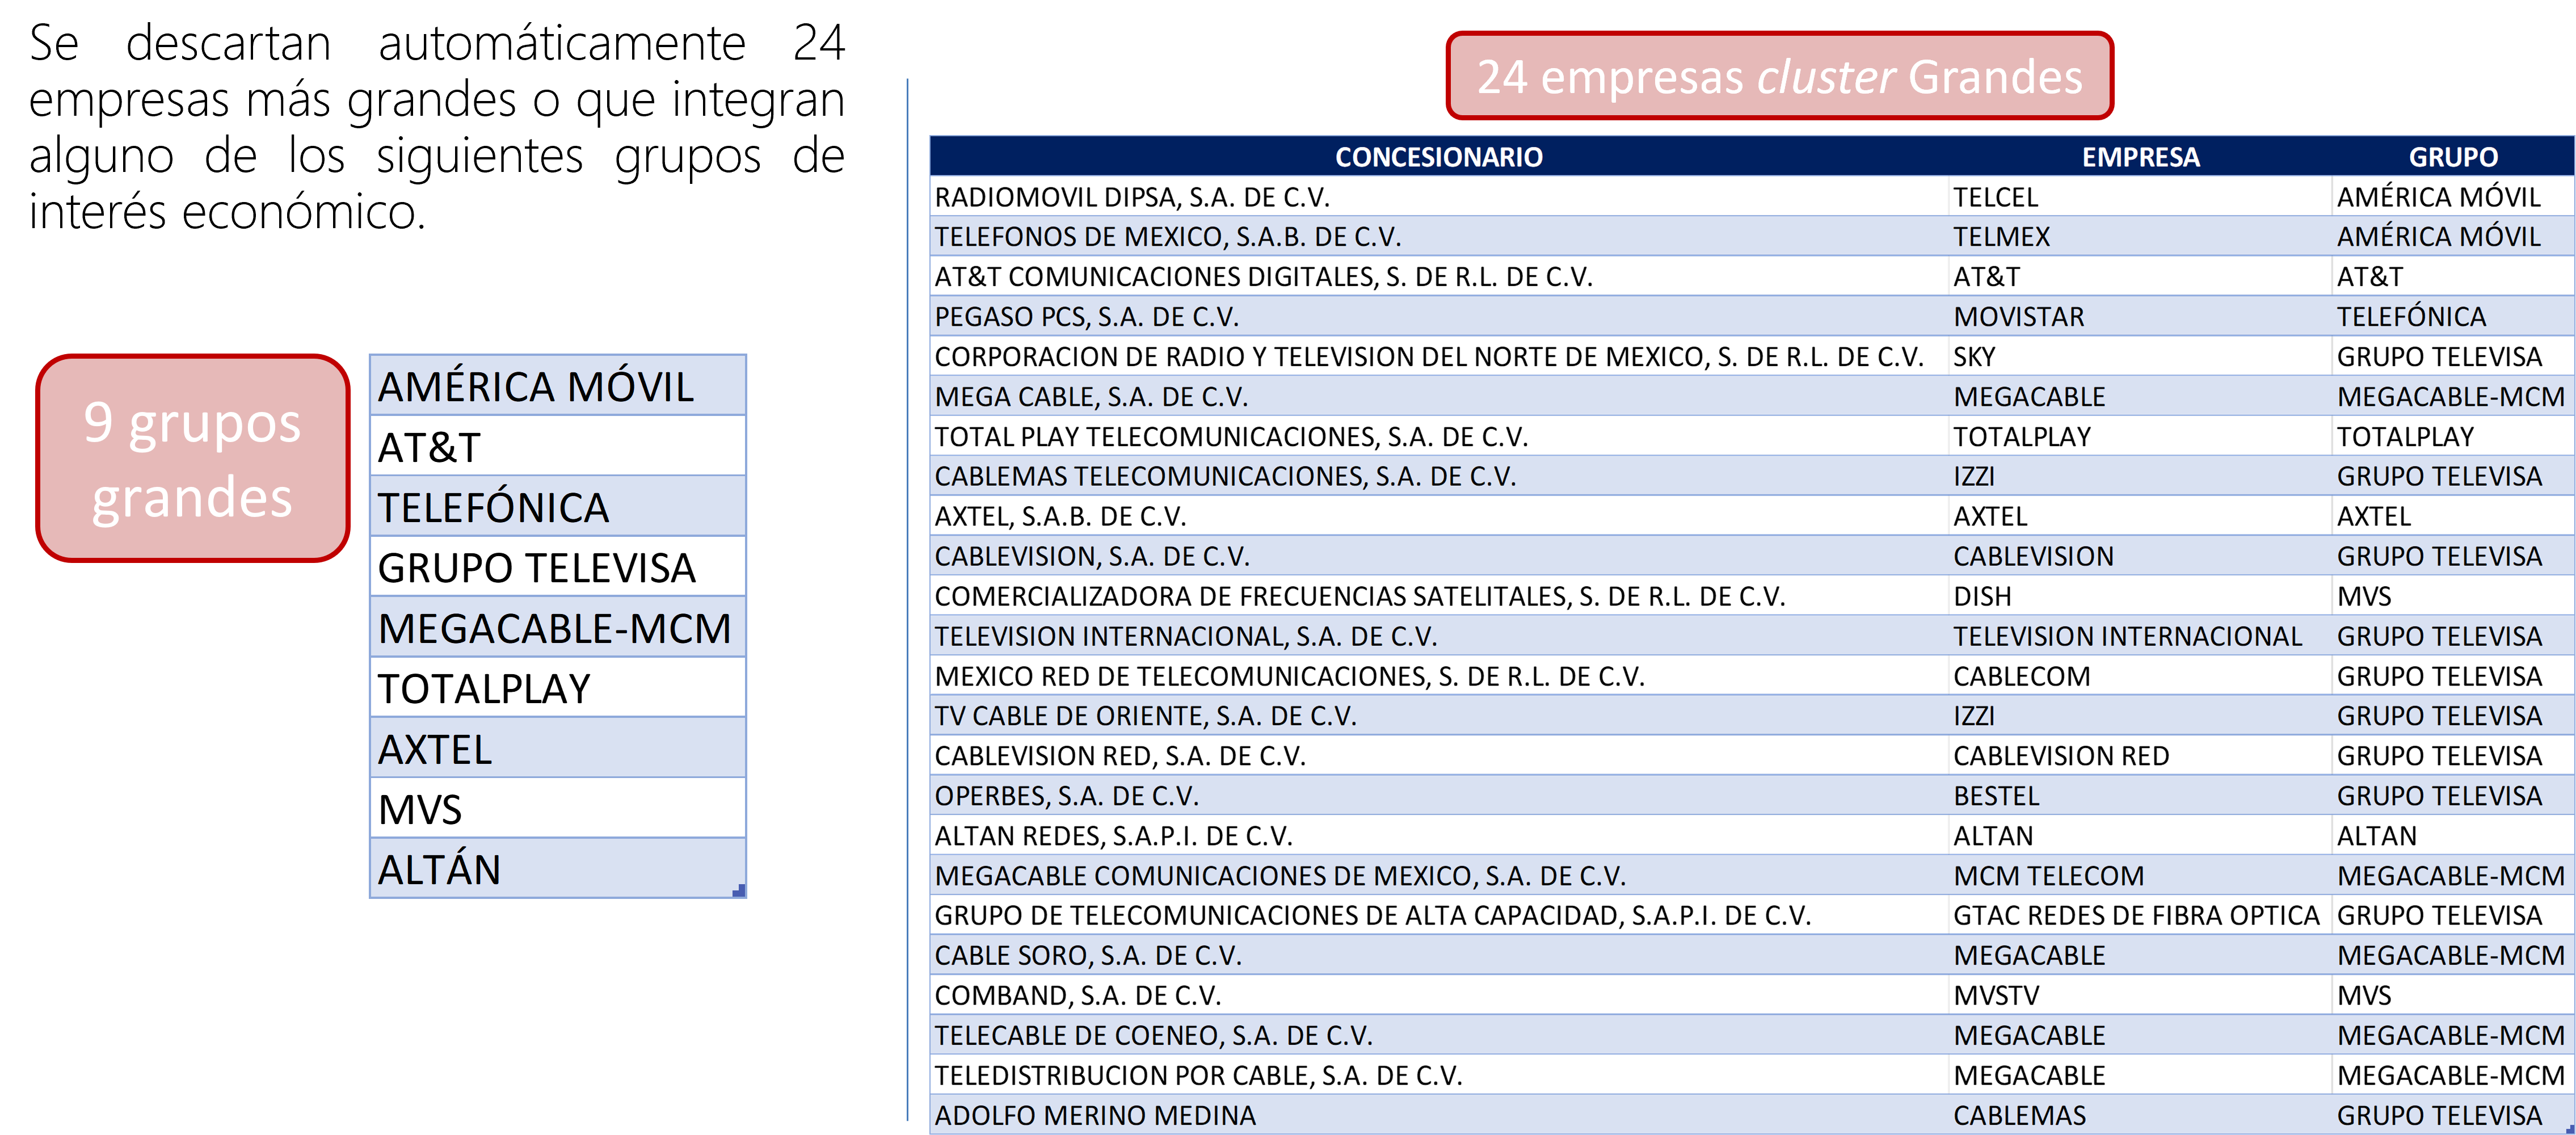 Se descartan automáticamente 24
empresas más grandes o que integran
alguno de los siguientes grupos de
interés económico.
9 grupos
grandes
AMÉRICA MÓVIL
AT&T
TELEFÓNICA
GRUPO TELEVISA
MEGACABLE-MCM
TOTALPLAY
AXTEL
MVS
ALTÁN
24 empresas cluster Grandes
CONCESIONARIO EMPRESA GRUPO
RADIOMOVIL DIPSA, S.A. DE C.V. TELCEL AMÉRICA MÓVIL
TELEFONOS DE MEXICO, S.A.B. DE C.V. TELMEX AMÉRICA MÓVIL
AT&T COMUNICACIONES DIGITALES, S. DE R.L. DE C.V. AT&T AT&T
PEGASO PCS, S.A. DE C.V. MOVISTAR TELEFÓNICA
CORPORACION DE RADIO Y TELEVISION DEL NORTE DE MEXICO, S. DE R.L. DE C.V. SKY GRUPO TELEVISA
MEGA CABLE, S.A. DE C.V. MEGACABLE MEGACABLE-MCM
TOTAL PLAY TELECOMUNICACIONES, S.A. DE C.V. TOTALPLAY TOTALPLAY
CABLEMAS TELECOMUNICACIONES, S.A. DE C.V. IZZI GRUPO TELEVISA
AXTEL, S.A.B. DE C.V. AXTEL AXTEL
CABLEVISION, S.A. DE C.V. CABLEVISION GRUPO TELEVISA
COMERCIALIZADORA DE FRECUENCIAS SATELITALES, S. DE R.L. DE C.V. DISH MVS
TELEVISION INTERNACIONAL, S.A. DE C.V. TELEVISION INTERNACIONAL GRUPO TELEVISA
MEXICO RED DE TELECOMUNICACIONES, S. DE R.L. DE C.V. CABLECOM GRUPO TELEVISA
TV CABLE DE ORIENTE, S.A. DE C.V. IZZI GRUPO TELEVISA
CABLEVISION RED, S.A. DE C.V. CABLEVISION RED GRUPO TELEVISA
OPERBES, S.A. DE C.V. BESTEL GRUPO TELEVISA
ALTAN REDES, S.A.P.I. DE C.V. ALTAN ALTAN
MEGACABLE COMUNICACIONES DE MEXICO, S.A. DE C.V. MCM TELECOM MEGACABLE-MCM
GRUPO DE TELECOMUNICACIONES DE ALTA CAPACIDAD, S.A.P.I. DE C.V. GTAC REDES DE FIBRA OPTICA GRUPO TELEVISA
CABLE SORO, S.A. DE C.V. MEGACABLE MEGACABLE-MCM
COMBAND, S.A. DE C.V. MVSTV MVS
TELECABLE DE COENEO, S.A. DE C.V. MEGACABLE MEGACABLE-MCM
TELEDISTRIBUCION POR CABLE, S.A. DE C.V. MEGACABLE MEGACABLE-MCM
ADOLFO MERINO MEDINA CABLEMAS GRUPO TELEVISA